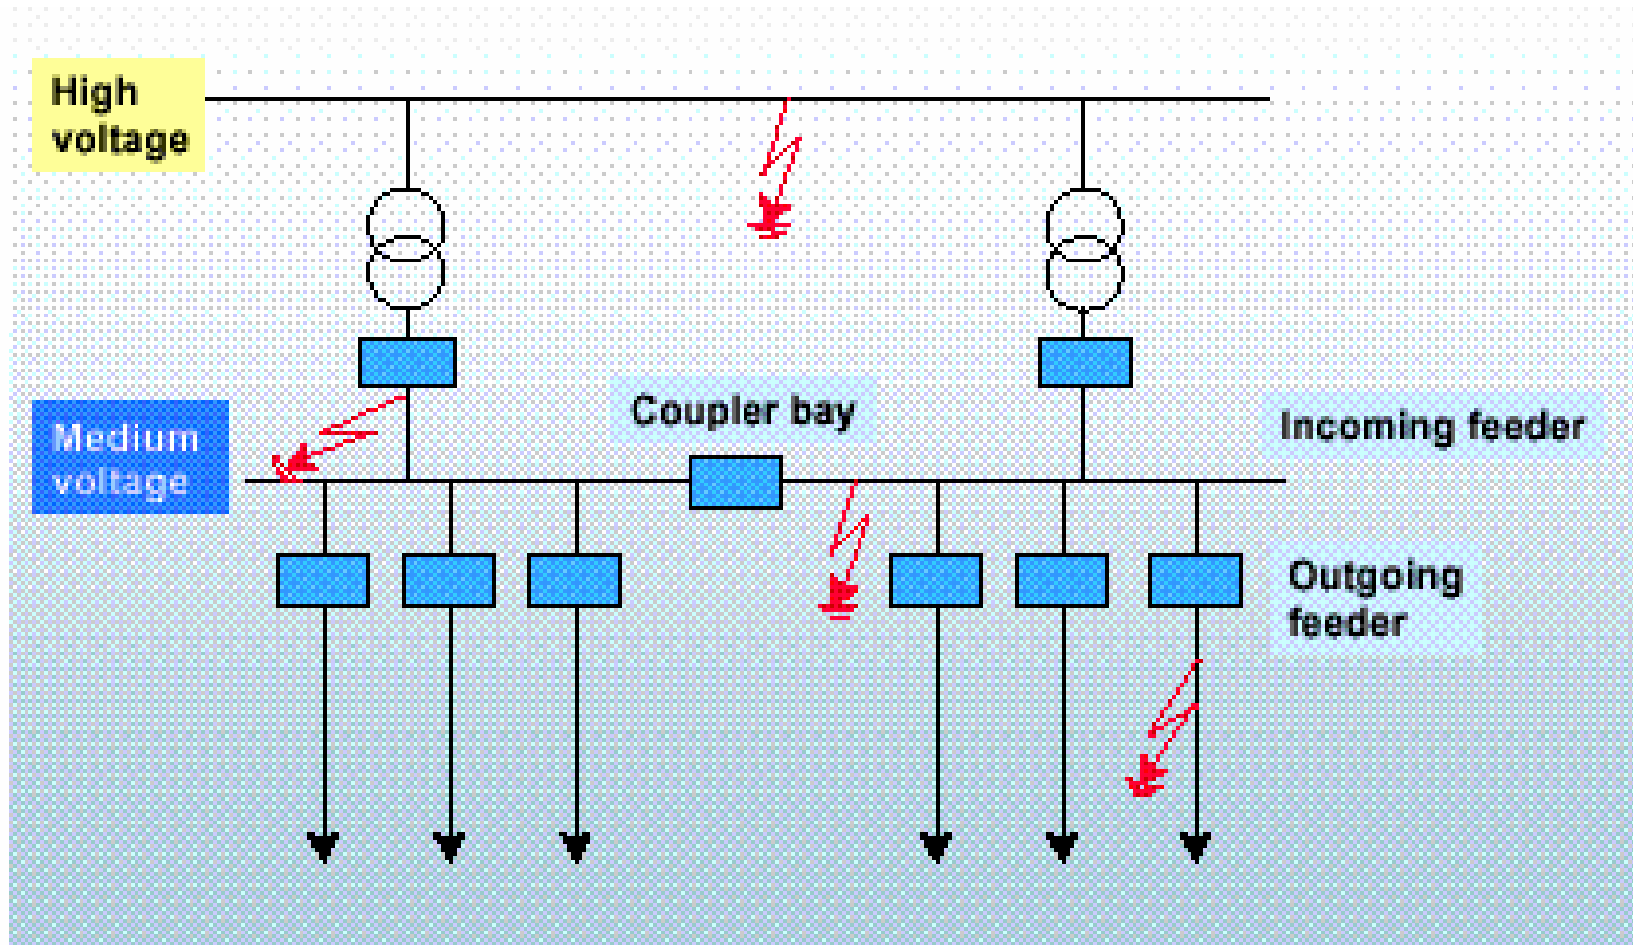 High
voltage
Coupler bay
Medium
voltage
Incoming feeder
Outgoing
feeder